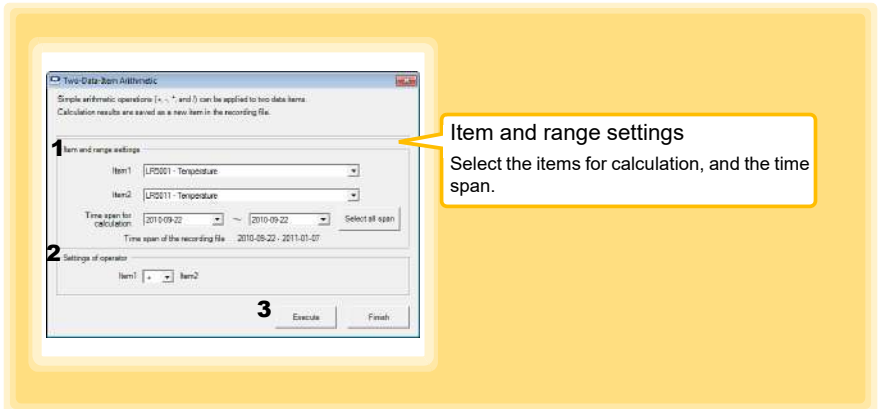 Two-Data-Item Arithmetic
Simple arithmetic operations (+, -, *, and /) can be applied to two data items.
Calculation results are saved as a new item in the recording file.
1
Item and range settings
Item1 LR5001 - Temperature
Item2 LR5011 - Temperature
Time span for calculation 2010-09-22 ~ 2010-09-22 Select all span
Time span of the recording file 2010-09-22 - 2011-01-07
2
Settings of operator
Item1 Item2
3
Execute Finish
Item and range settings
Select the items for calculation, and the time
span.